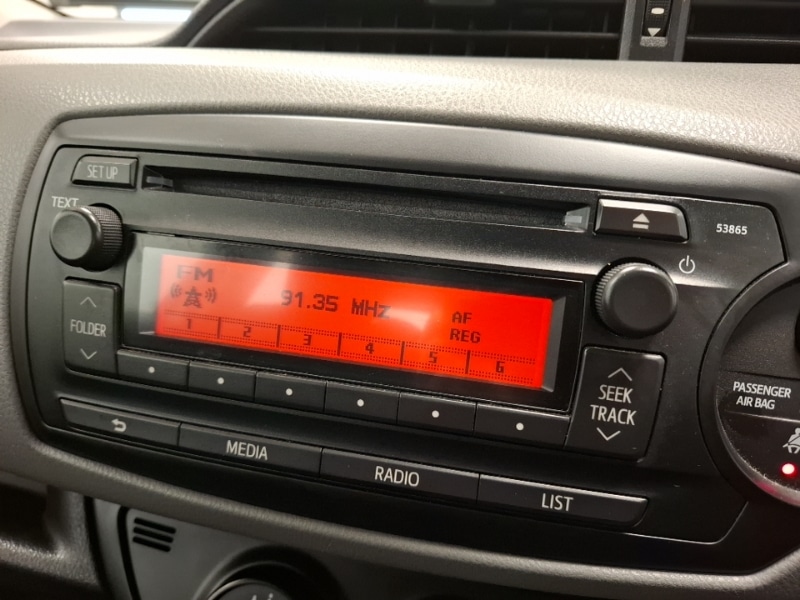 SET UP
TEXT
53865
FOLDER
FM
91.35 MHz
AF
REG
1 2 3 4 5 6
SEEK
TRACK
PASSENGER
AIR BAG
MEDIA
RADIO
LIST